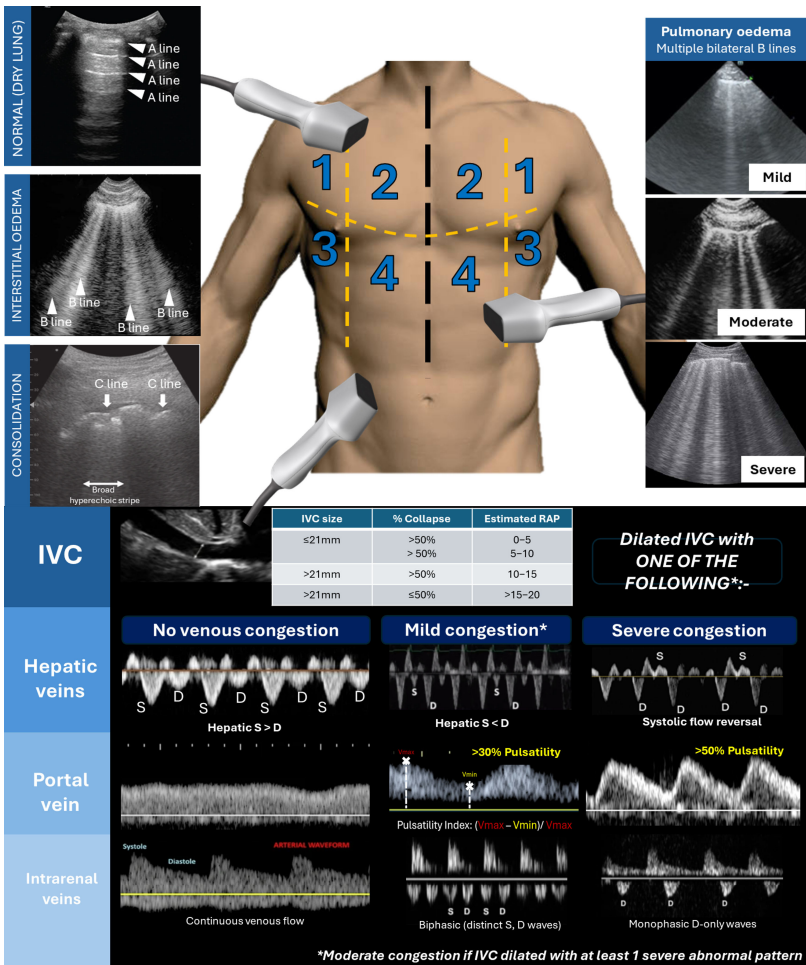 NORMAL (DRY LUNG)
A line
A line
A line
A line
INTERSTITIAL OEDEMA
B line
B line
B line
B line
CONSOLIDATION
C line
C line
Broad
hyperechoic stripe
1
2
2
1
3
4
4
3
Pulmonary oedema
Multiple bilateral B lines
Mild
Moderate
Severe
IVC
IVC size
% Collapse
Estimated RAP
≤21mm
>50%
0–5
> 50%
5-10
>21mm
>50%
10–15
>21mm
≤50%
>15–20
Dilated IVC with
ONE OF THE
FOLLOWING*:-
No venous congestion
Mild congestion*
Severe congestion
Hepatic
veins
S
D
S
D
S
D
S
D
Hepatic S > D
S
D
S
D
Hepatic S < D
S
S
D
D
Systolic flow reversal
Portal
vein
Vmax
Vmin
>30% Pulsatility
Pulsatility Index: (Vmax – Vmin)/ Vmax
>50% Pulsatility
Intrarenal
veins
Systole
Diastole
ARTERIAL WAVEFORM
Continuous venous flow
S
D
S
D
Biphasic (distinct S, D waves)
D
D
D
D
Monophasic D-only waves
*Moderate congestion if IVC dilated with at least 1 severe abnormal pattern